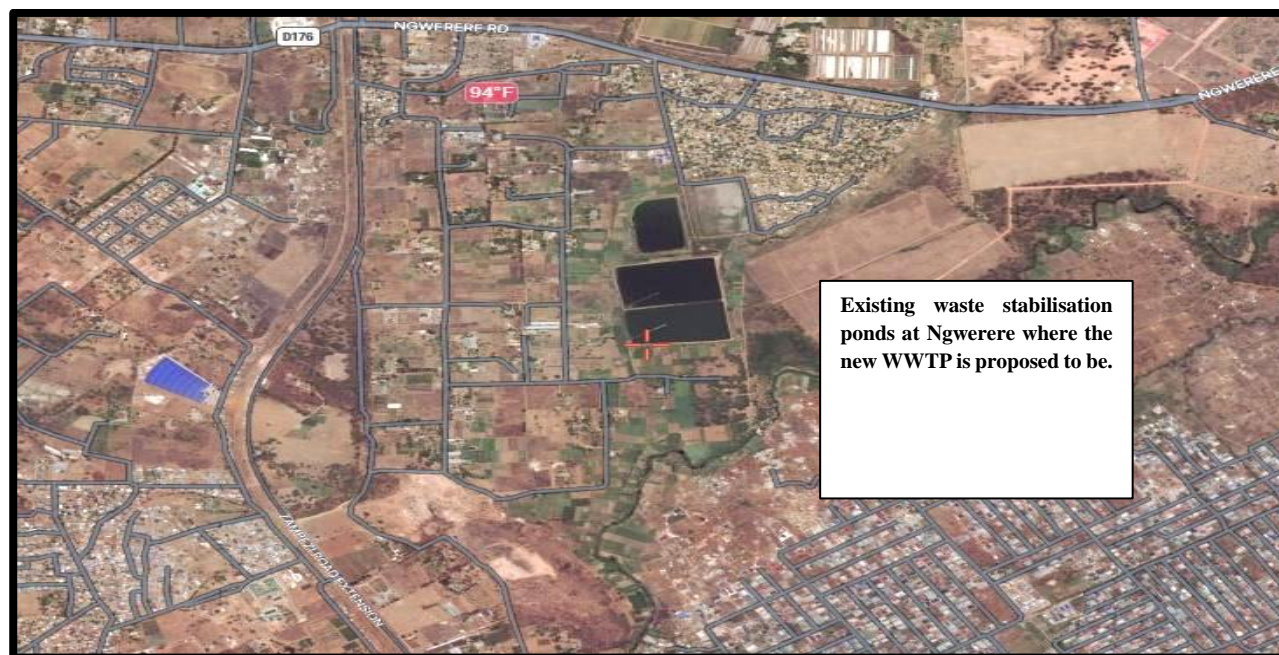 D176
NGWERERE RD
94°F
NGWERERE
Existing waste stabilisation
ponds at Ngwerere where the
new WWTP is proposed to be.
ZAMBEZI ROAD EXTENSION